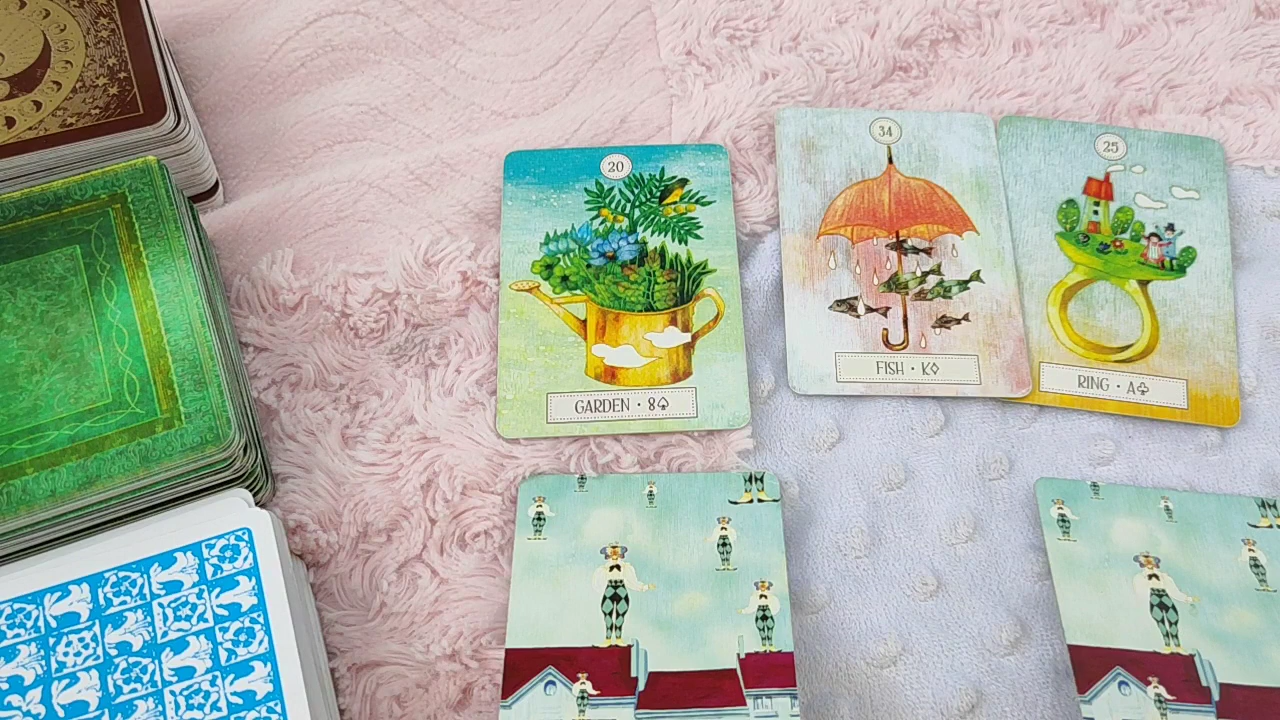 20
GARDEN · 8♤
34
FISH · K♢
25
RING · A♧